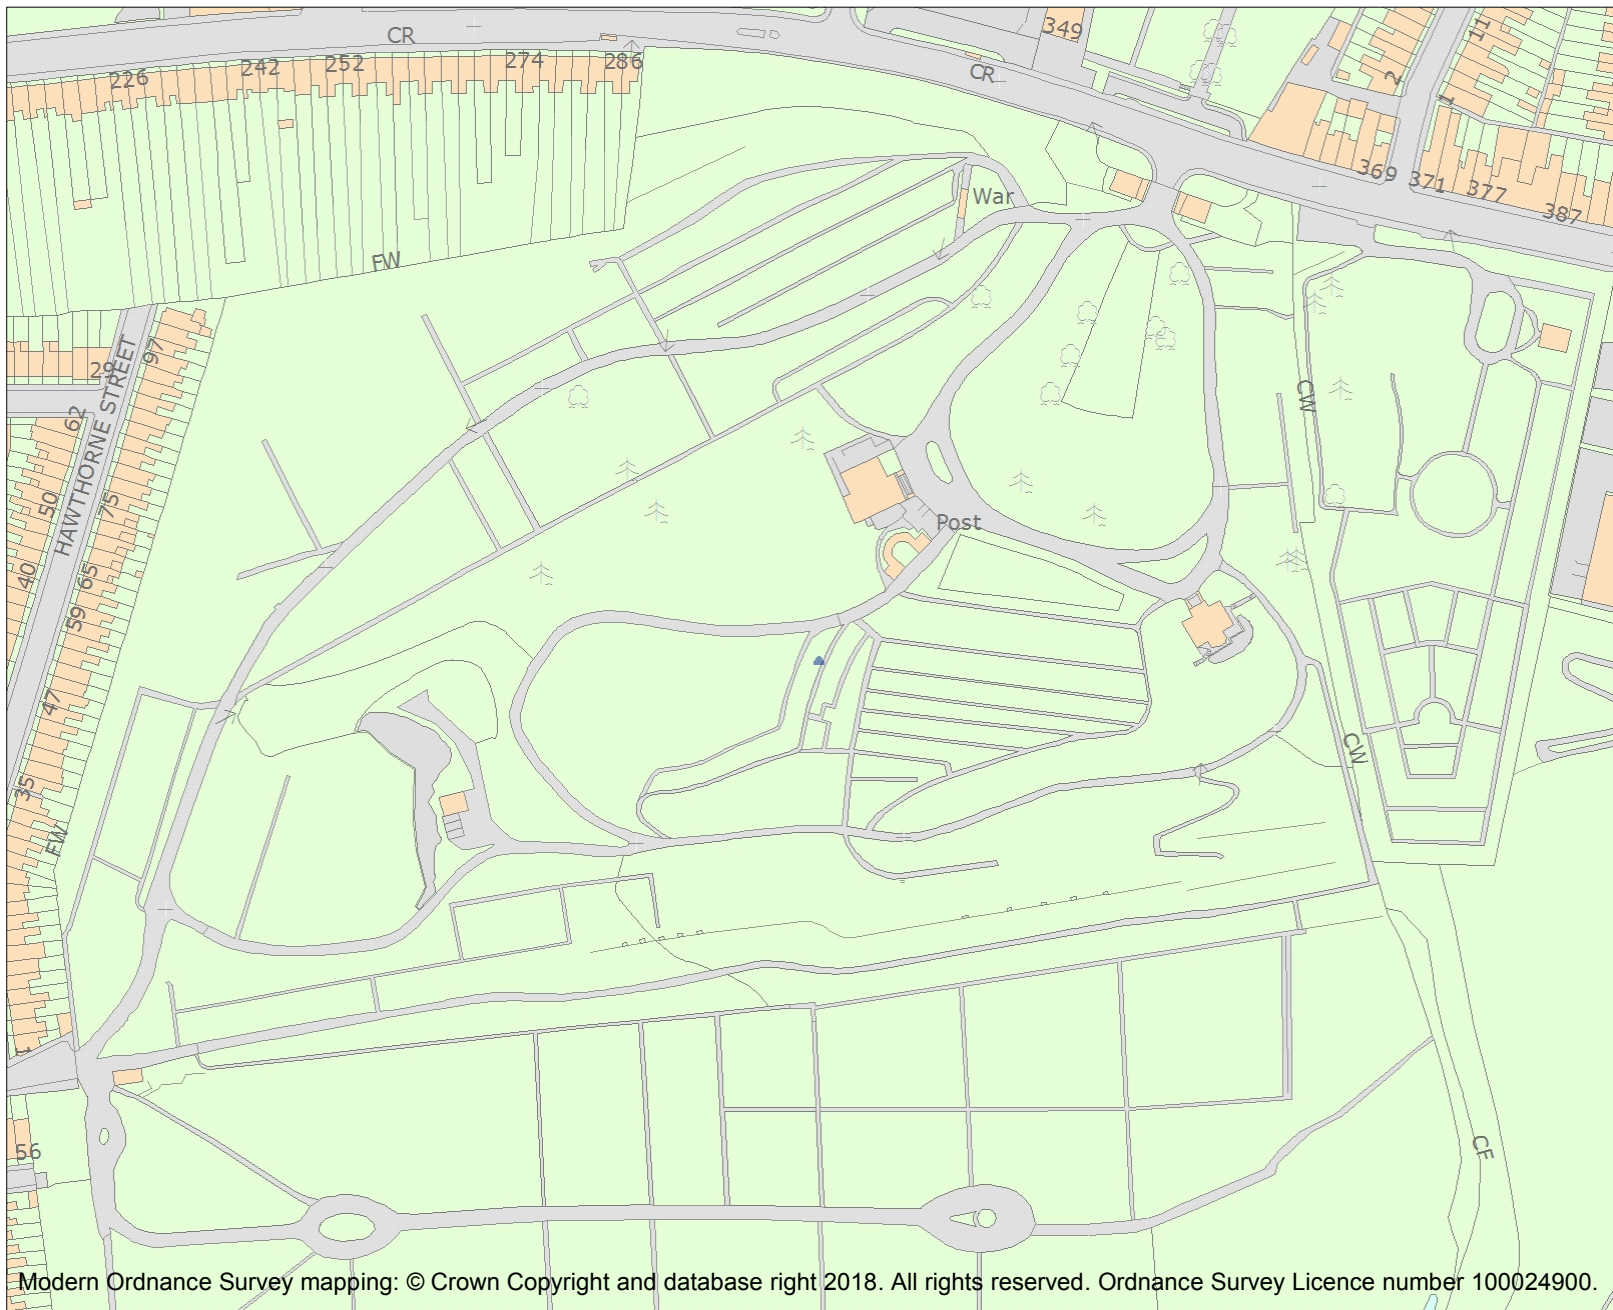 CR
349
11
226
242
252
274
286
CR
2
1
369
371
377
387
War
FW
29
97
HAWTHORNE STREET
62
CW
50
75
Post
40
65
59
47
CW
35
FW
1
56
CF
Modern Ordnance Survey mapping: © Crown Copyright and database right 2018. All rights reserved. Ordnance Survey Licence number 100024900.